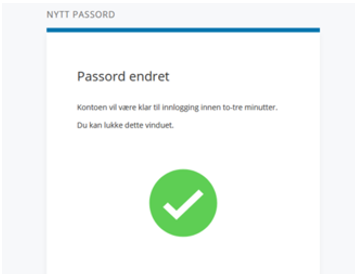 NYTT PASSORD
Passord endret
Kontoen vil være klar til innlogging innen to-tre minutter.
Du kan lukke dette vinduet.